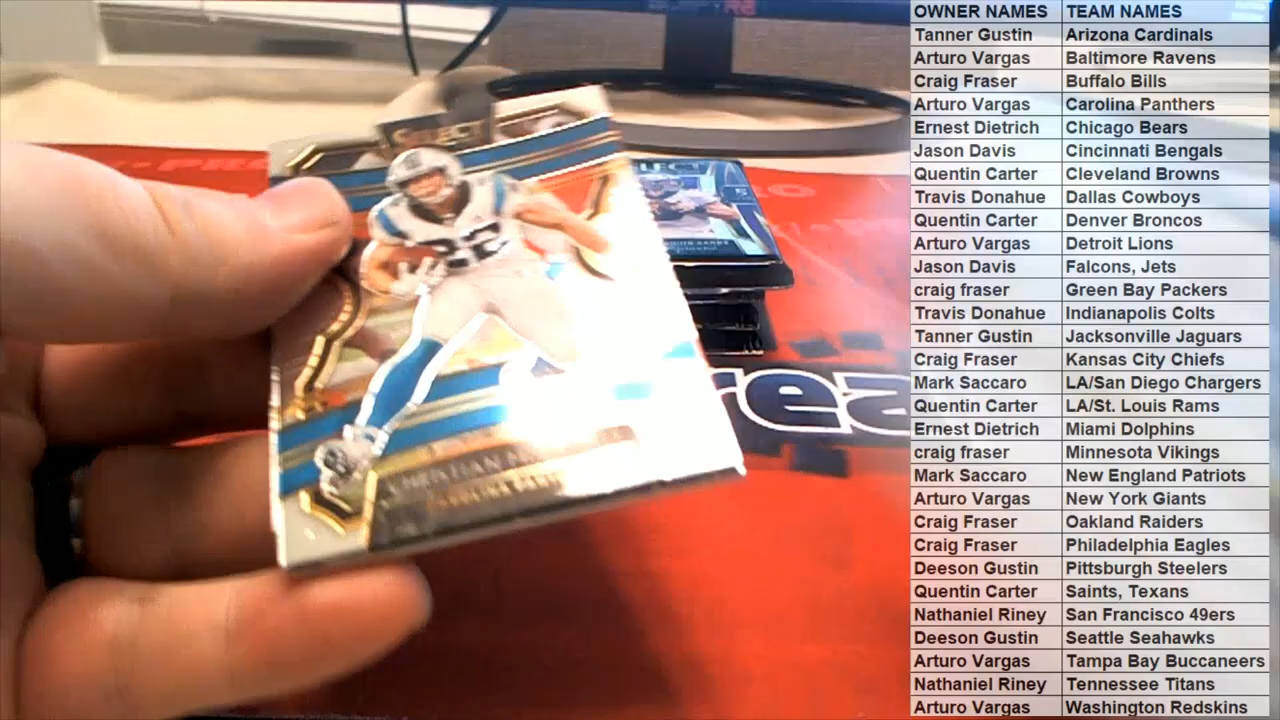 OWNER NAMES TEAM NAMES
Tanner Gustin Arizona Cardinals
Arturo Vargas Baltimore Ravens
Craig Fraser Buffalo Bills
Arturo Vargas Carolina Panthers
Ernest Dietrich Chicago Bears
Jason Davis Cincinnati Bengals
Quentin Carter Cleveland Browns
Travis Donahue Dallas Cowboys
Quentin Carter Denver Broncos
Arturo Vargas Detroit Lions
Jason Davis Falcons, Jets
craig fraser Green Bay Packers
Travis Donahue Indianapolis Colts
Tanner Gustin Jacksonville Jaguars
Craig Fraser Kansas City Chiefs
Mark Saccaro LA/San Diego Chargers
Quentin Carter LA/St. Louis Rams
Ernest Dietrich Miami Dolphins
craig fraser Minnesota Vikings
Mark Saccaro New England Patriots
Arturo Vargas New York Giants
Craig Fraser Oakland Raiders
Craig Fraser Philadelphia Eagles
Deeson Gustin Pittsburgh Steelers
Quentin Carter Saints, Texans
Nathaniel Riney San Francisco 49ers
Deeson Gustin Seattle Seahawks
Arturo Vargas Tampa Bay Buccaneers
Nathaniel Riney Tennessee Titans
Arturo Vargas Washington Redskins
SELECT
22
CHRISTIAN
CAROLINA